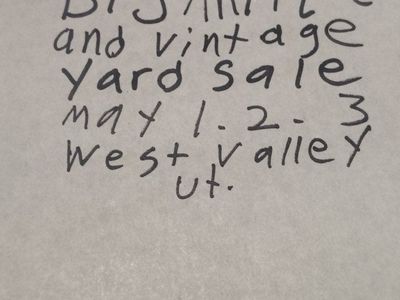 and vintage
yard sale
may 1. 2. 3
West valley
ut.